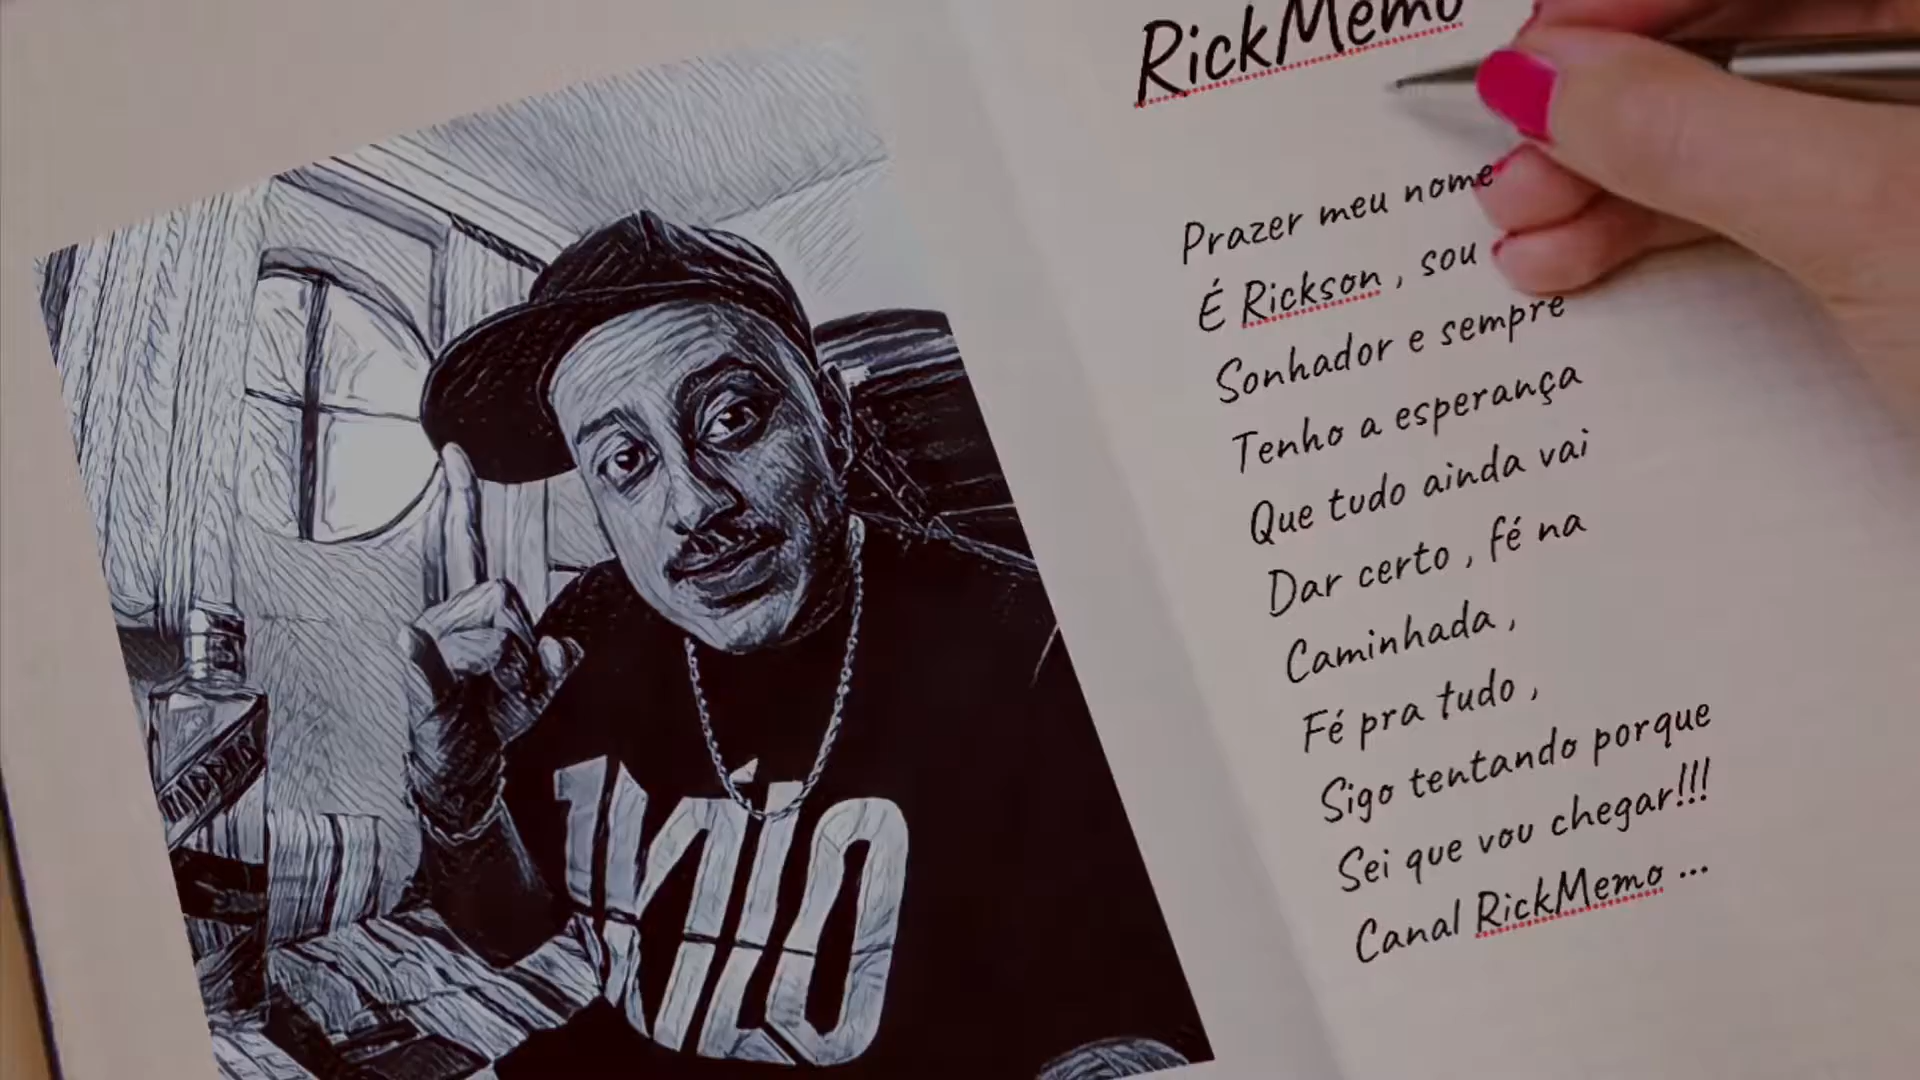 RickMemo
Prazer meu nome
É Rickson , sou
Sonhador e sempre
Tenho a esperança
Que tudo ainda vai
Dar certo , fé na
Caminhada ,
Fé pra tudo ,
Sigo tentando porque
Sei que vou chegar!!!
Canal RickMemo ...